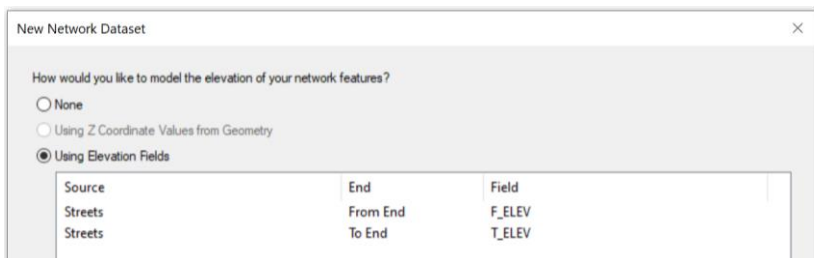 New Network Dataset
How would you like to model the elevation of your network features?
None
Using Z Coordinate Values from Geometry
Using Elevation Fields
Source End Field
Streets From End F_ELEV
Streets To End T_ELEV